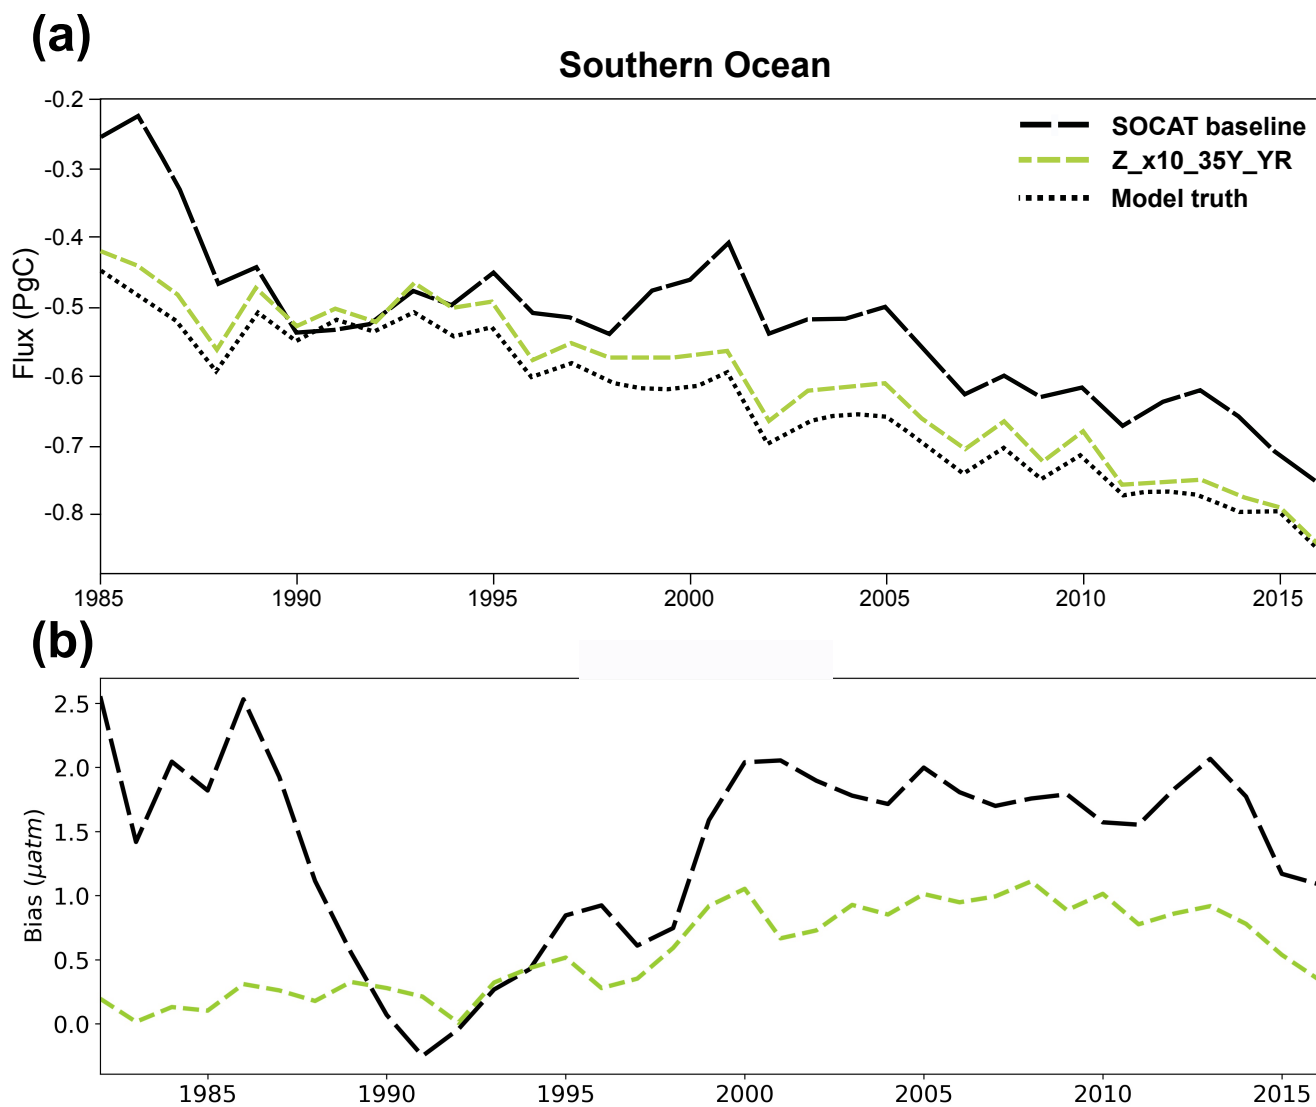 (a)
Southern Ocean
-0.2
-0.3
-0.4
-0.5
-0.6
-0.7
-0.8
Flux (PgC)
SOCAT baseline
Z_x10_35Y_YR
Model truth
1985 1990 1995 2000 2005 2010 2015
(b)
2.5
2.0
1.5
1.0
0.5
0.0
Bias (μatm)
1985 1990 1995 2000 2005 2010 2015